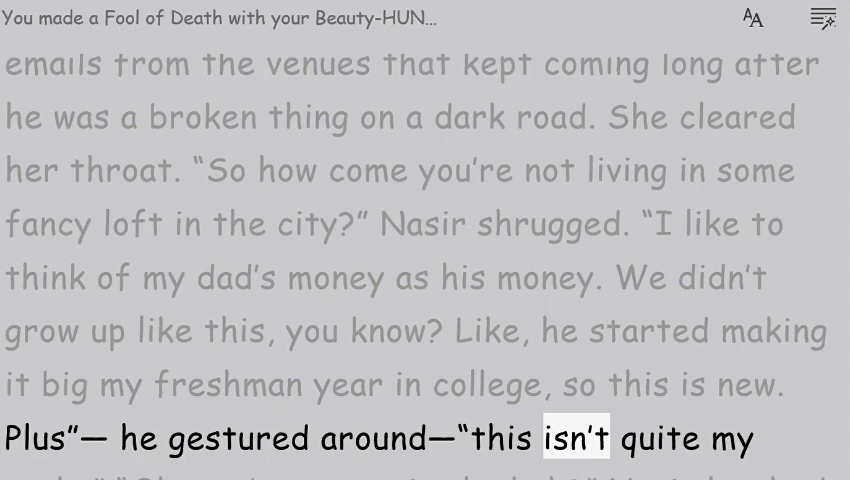 You made a Fool of Death with your Beauty-HUN...
AA
emails from the venues that kept coming long after
he was a broken thing on a dark road. She cleared
her throat. “So how come you’re not living in some
fancy loft in the city?” Nasir shrugged. “I like to
think of my dad’s money as his money. We didn’t
grow up like this, you know? Like, he started making
it big my freshman year in college, so this is new.
Plus”— he gestured around—“this isn’t quite my